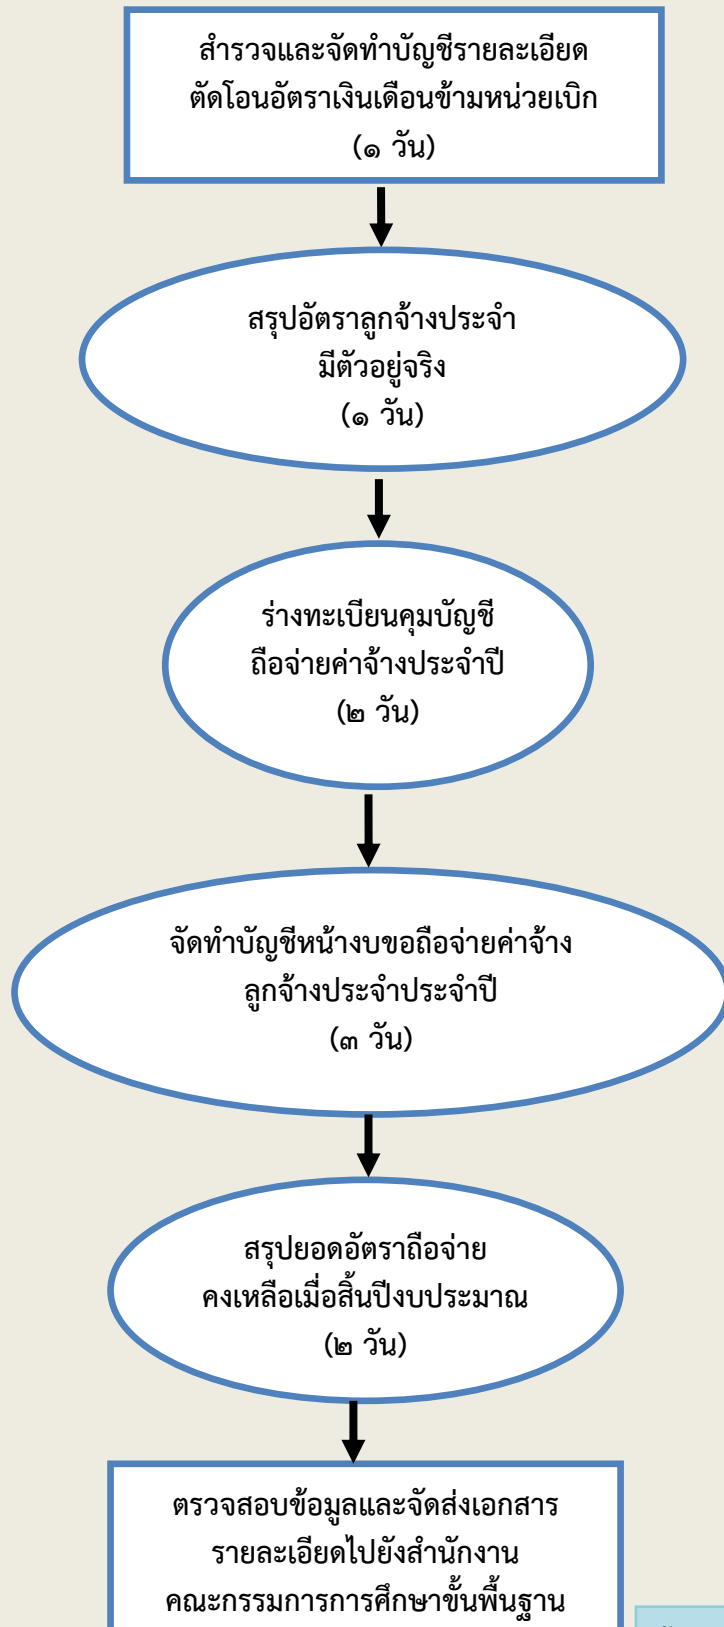 สำรวจและจัดทำบัญชีรายละเอียด
ตัดโอนอัตราเงินเดือนข้ามหน่วยเบิก
(๑ วัน)
สรุปอัตราลูกจ้างประจำ
มีตัวอยู่จริง
(๑ วัน)
ร่างทะเบียนคุมบัญชี
ถือจ่ายค่าจ้างประจำปี
(๒ วัน)
จัดทำบัญชีหน้างบขอถือจ่ายค่าจ้าง
ลูกจ้างประจำประจำปี
(๓ วัน)
สรุปยอดอัตราถือจ่าย
คงเหลือเมื่อสิ้นปีงบประมาณ
(๒ วัน)
ตรวจสอบข้อมูลและจัดส่งเอกสาร
รายละเอียดไปยังสำนักงาน
คณะกรรมการการศึกษาขั้นพื้นฐาน